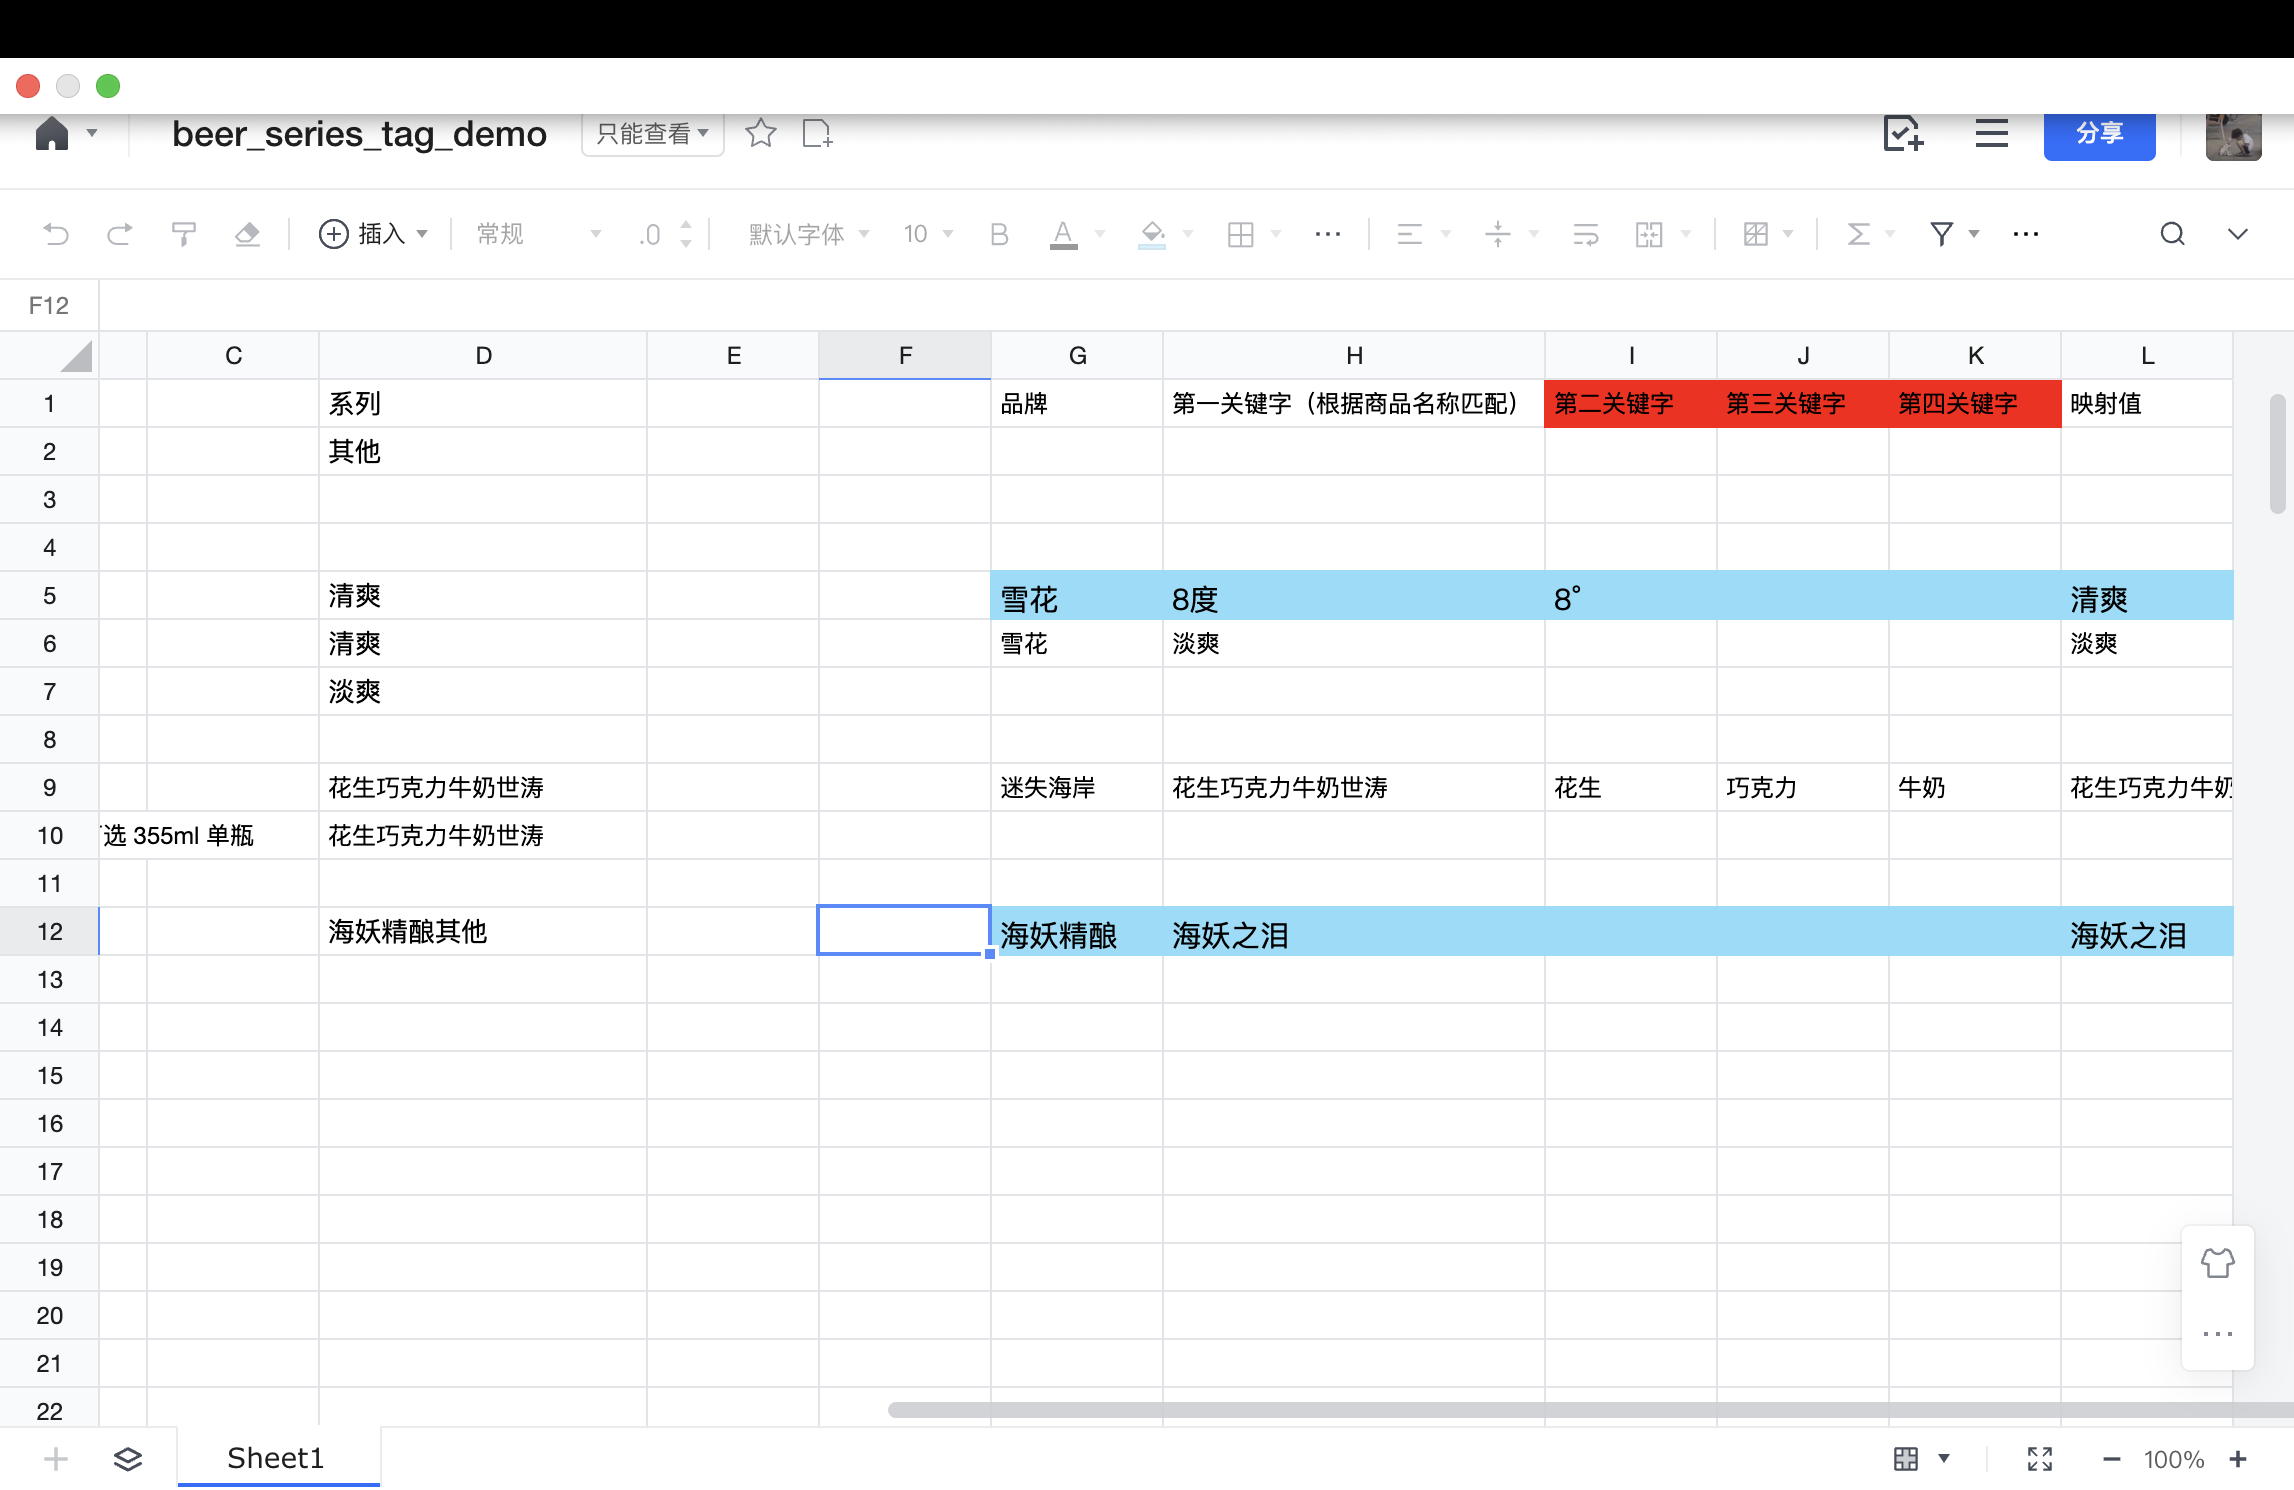 beer_series_tag_demo 只能查看 分享
插入 常规 .0 默认字体 10 B A
F12
C D E F G H I J K L
1 系列 品牌 第一关键字（根据商品名称匹配） 第二关键字 第三关键字 第四关键字 映射值
2 其他
3
4
5 清爽 雪花 8度 8° 清爽
6 清爽 雪花 淡爽 淡爽
7 淡爽
8
9 花生巧克力牛奶世涛 迷失海岸 花生巧克力牛奶世涛 花生 巧克力 牛奶 花生巧克力牛奶
10 选 355ml 单瓶 花生巧克力牛奶世涛
11
12 海妖精酿其他 海妖精酿 海妖之泪 海妖之泪
13
14
15
16
17
18
19
20
21
22
Sheet1 100%